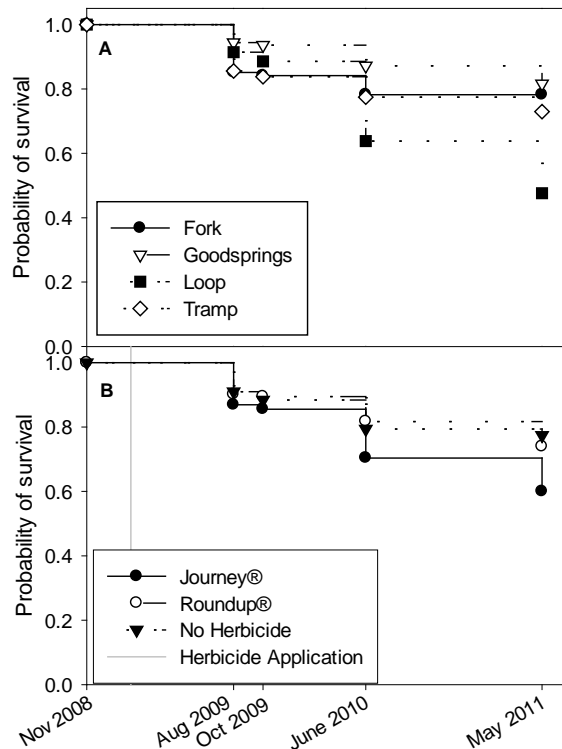 1.0
A
0.8
0.6
0.4
0.2
0.0
Probability of survival
Fork
Goodsprings
Loop
Tramp
1.0
B
0.8
0.6
0.4
0.2
0.0
Probability of survival
Journey®
Roundup®
No Herbicide
Herbicide Application
Nov 2008
Aug 2009
Oct 2009
June 2010
May 2011